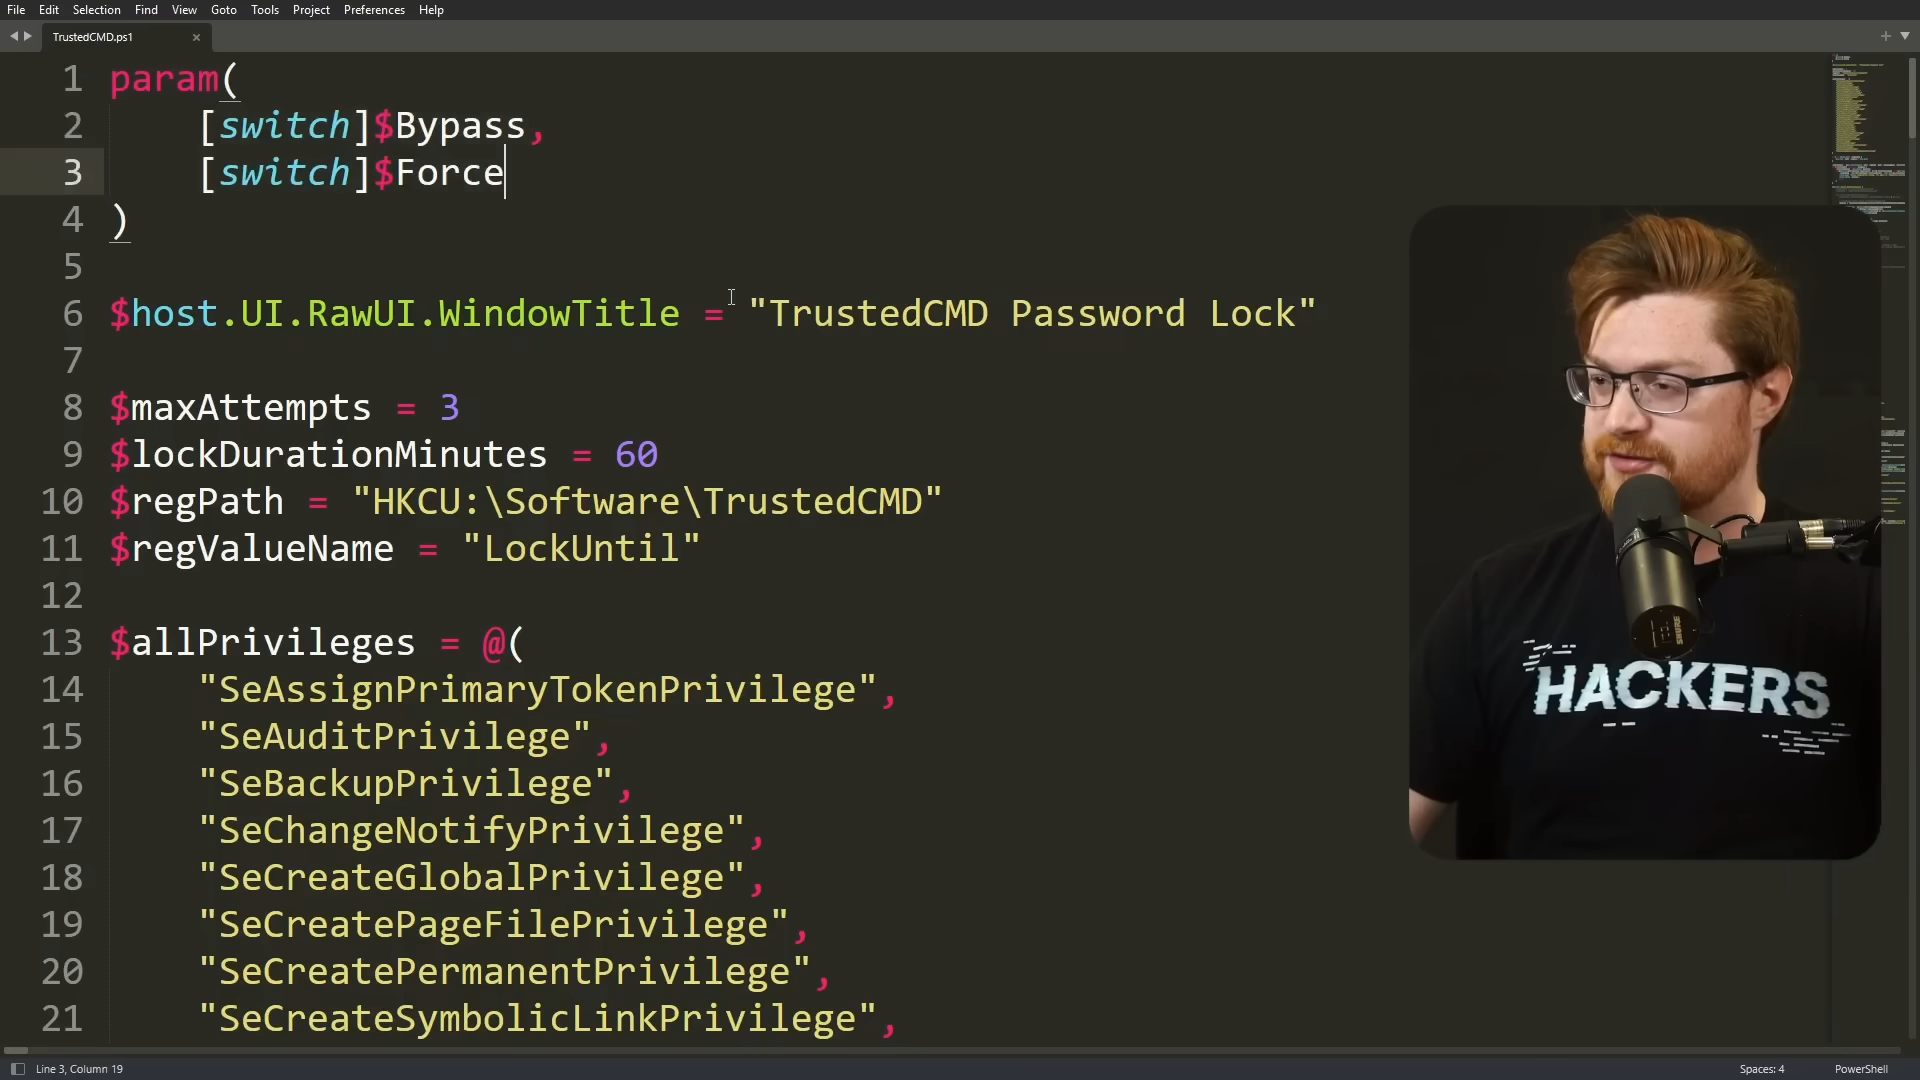 File Edit Selection Find View Goto Tools Project Preferences Help
TrustedCMD.ps1
1 param(
2 [switch]$Bypass,
3 [switch]$Force
4 )
5
6 $host.UI.RawUI.WindowTitle = "TrustedCMD Password Lock"
7
8 $maxAttempts = 3
9 $lockDurationMinutes = 60
10 $regPath = "HKCU:\Software\TrustedCMD"
11 $regValueName = "LockUntil"
12
13 $allPrivileges = @(
14 "SeAssignPrimaryTokenPrivilege",
15 "SeAuditPrivilege",
16 "SeBackupPrivilege",
17 "SeChangeNotifyPrivilege",
18 "SeCreateGlobalPrivilege",
19 "SeCreatePageFilePrivilege",
20 "SeCreatePermanentPrivilege",
21 "SeCreateSymbolicLinkPrivilege",
SHURE
HACKERS
Line 3, Column 19
Spaces: 4
PowerShell